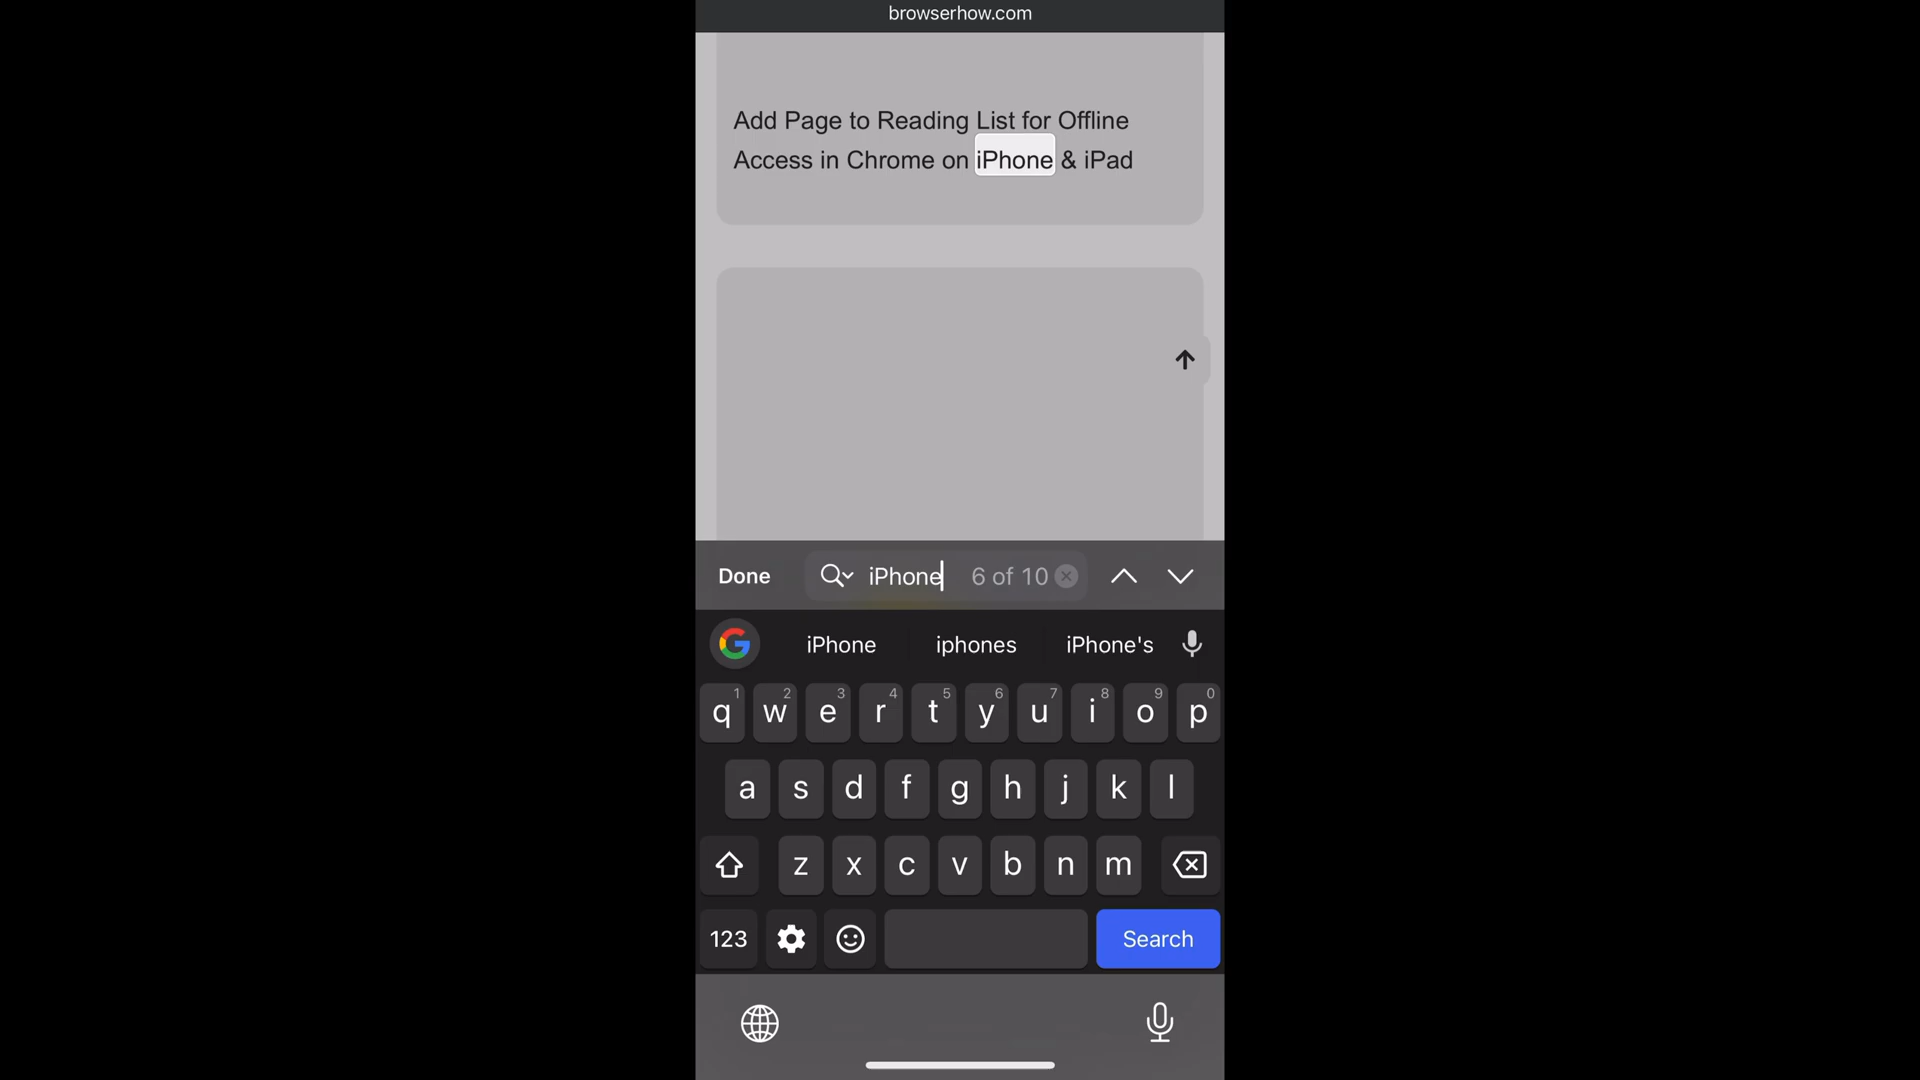 browserhow.com
Add Page to Reading List for Offline
Access in Chrome on iPhone & iPad
Done iPhone 6 of 10
iPhone iphones iPhone's
1 2 3 4 5 6 7 8 9 0
q w e r t y u i o p
a s d f g h j k l
z x c v b n m
123 Search